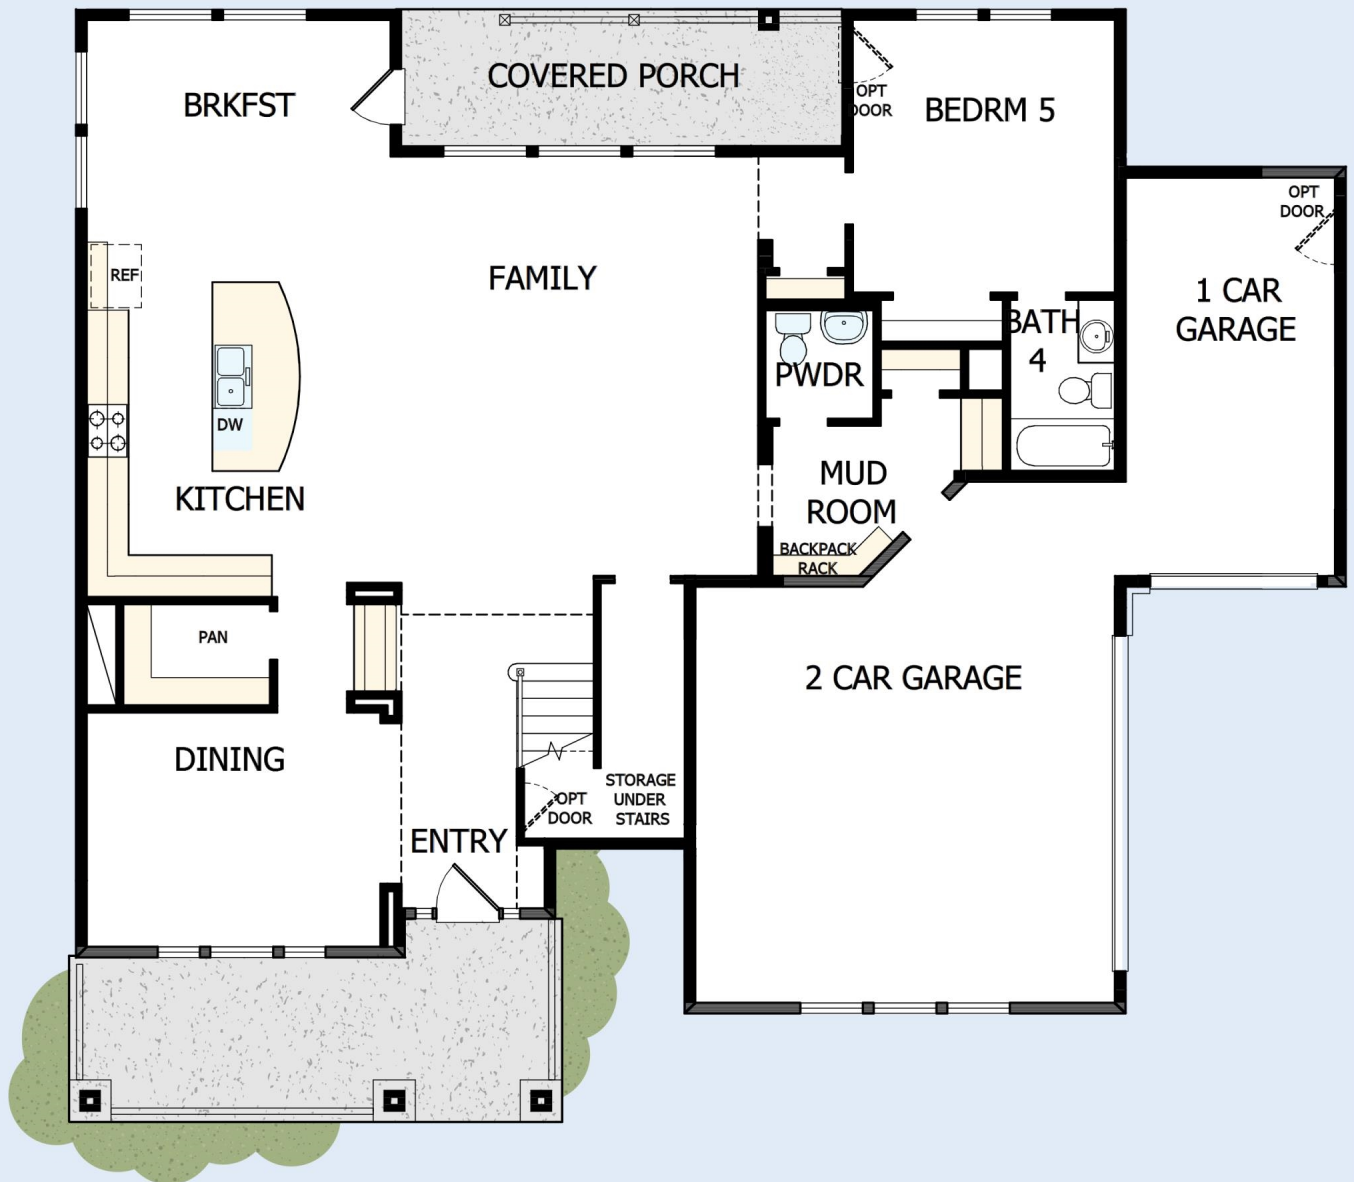 COVERED PORCH
BRKFST
OPT
DOOR
BEDRM 5
OPT
DOOR
REF
FAMILY
1 CAR
GARAGE
BATH
4
PWDR
DW
KITCHEN
MUD
ROOM
BACKPACK
RACK
PAN
2 CAR GARAGE
DINING
STORAGE
UNDER
STAIRS
OPT
DOOR
ENTRY